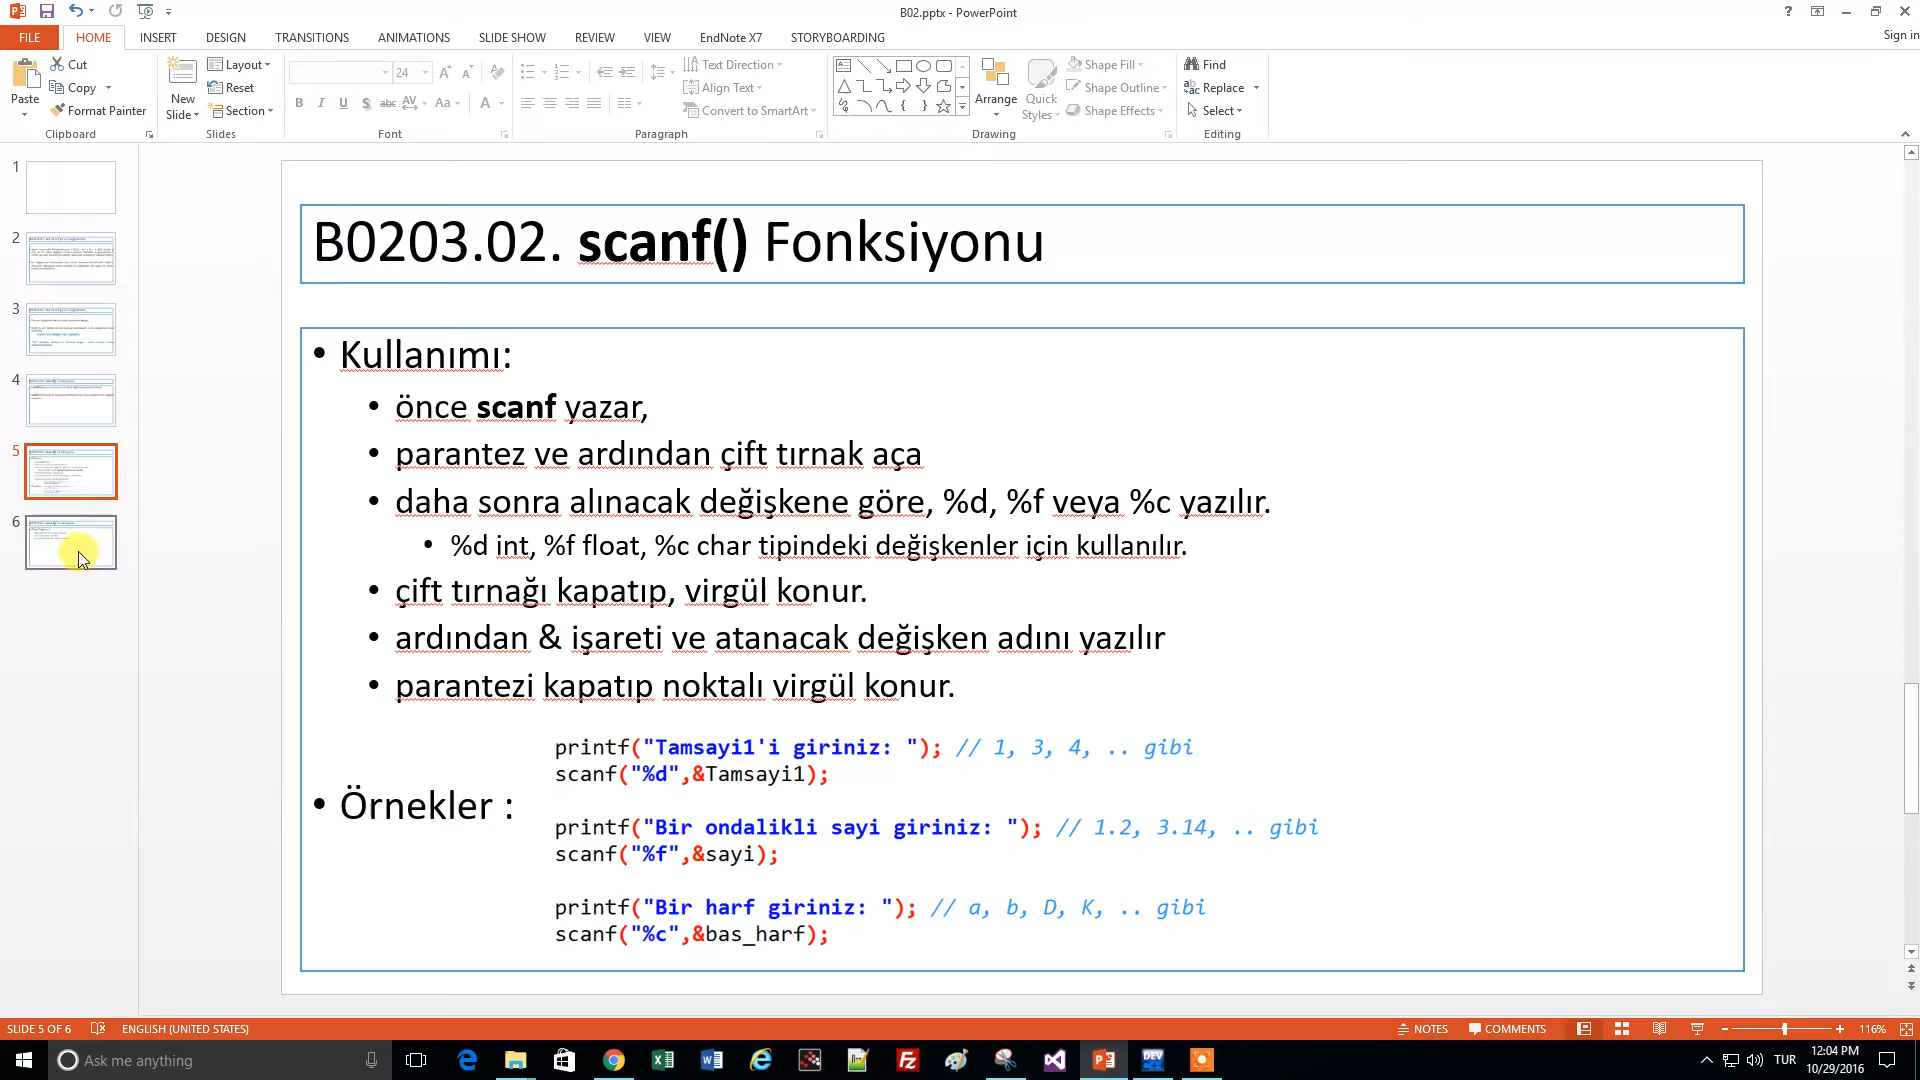 B02.pptx - PowerPoint
?
FILE HOME INSERT DESIGN TRANSITIONS ANIMATIONS SLIDE SHOW REVIEW VIEW EndNote X7 STORYBOARDING
Sign in
Paste
Cut
Copy
Format Painter
Clipboard
New Slide
Layout
Reset
Section
Slides
24
Font
Text Direction
Align Text
Convert to SmartArt
Paragraph
Arrange
Quick Styles
Shape Fill
Shape Outline
Shape Effects
Drawing
Find
Replace
Select
Editing
1
2
3
4
5
6
B0203.02. scanf() Fonksiyonu
• Kullanımı:
• önce scanf yazar,
• parantez ve ardından çift tırnak aça
• daha sonra alınacak değişkene göre, %d, %f veya %c yazılır.
• %d int, %f float, %c char tipindeki değişkenler için kullanılır.
• çift tırnağı kapatıp, virgül konur.
• ardından & işareti ve atanacak değişken adını yazılır
• parantezi kapatıp noktalı virgül konur.
• Örnekler :
printf("Tamsayi1'i giriniz: "); // 1, 3, 4, .. gibi
scanf("%d",&Tamsayi1);
printf("Bir ondalikli sayi giriniz: "); // 1.2, 3.14, .. gibi
scanf("%f",&sayi);
printf("Bir harf giriniz: "); // a, b, D, K, .. gibi
scanf("%c",&bas_harf);
SLIDE 5 OF 6 ENGLISH (UNITED STATES) NOTES COMMENTS 116%
Ask me anything
TUR
12:04 PM
10/29/2016